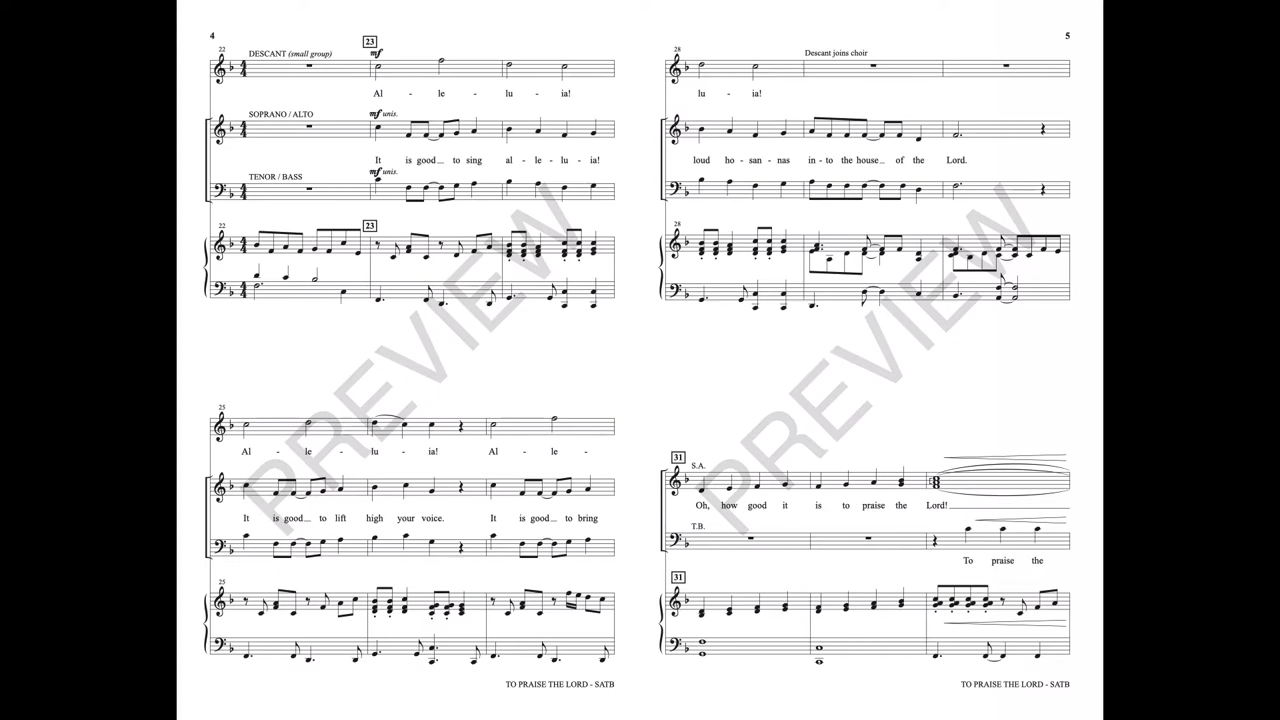 4
22
DESCANT (small group)
23
mf
Al - le - lu - ia!
SOPRANO / ALTO
mf unis.
It is good_ to sing al - le - lu - ia!
TENOR / BASS
mf unis.
22
23
25
Al - le - lu - ia! Al - le -
It is good_ to lift high your voice. It is good_ to bring
25
TO PRAISE THE LORD - SATB
5
28
Descant joins choir
lu - ia!
loud ho - san - nas in - to the house_ of the Lord.
28
31
S.A.
Oh, how good it is to praise the Lord!
T.B.
To praise the
31
TO PRAISE THE LORD - SATB
PREVIEW
PREVIEW